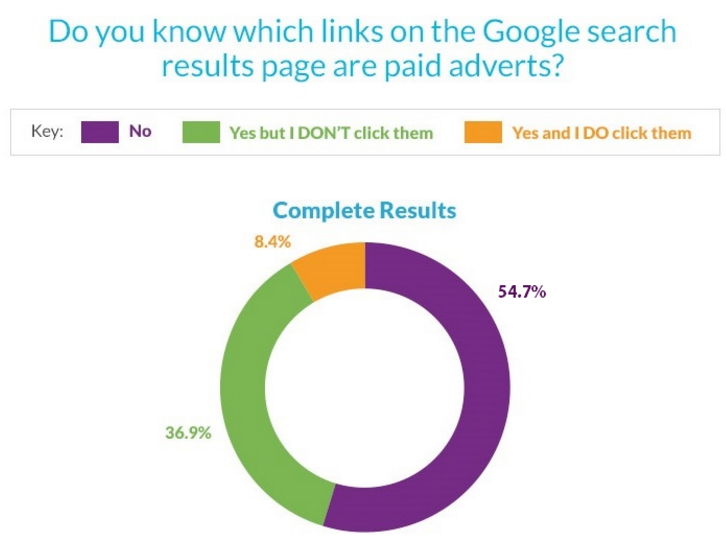 Do you know which links on the Google search
results page are paid adverts?
Key: No Yes but I DON'T click them Yes and I DO click them
Complete Results
8.4%
54.7%
36.9%